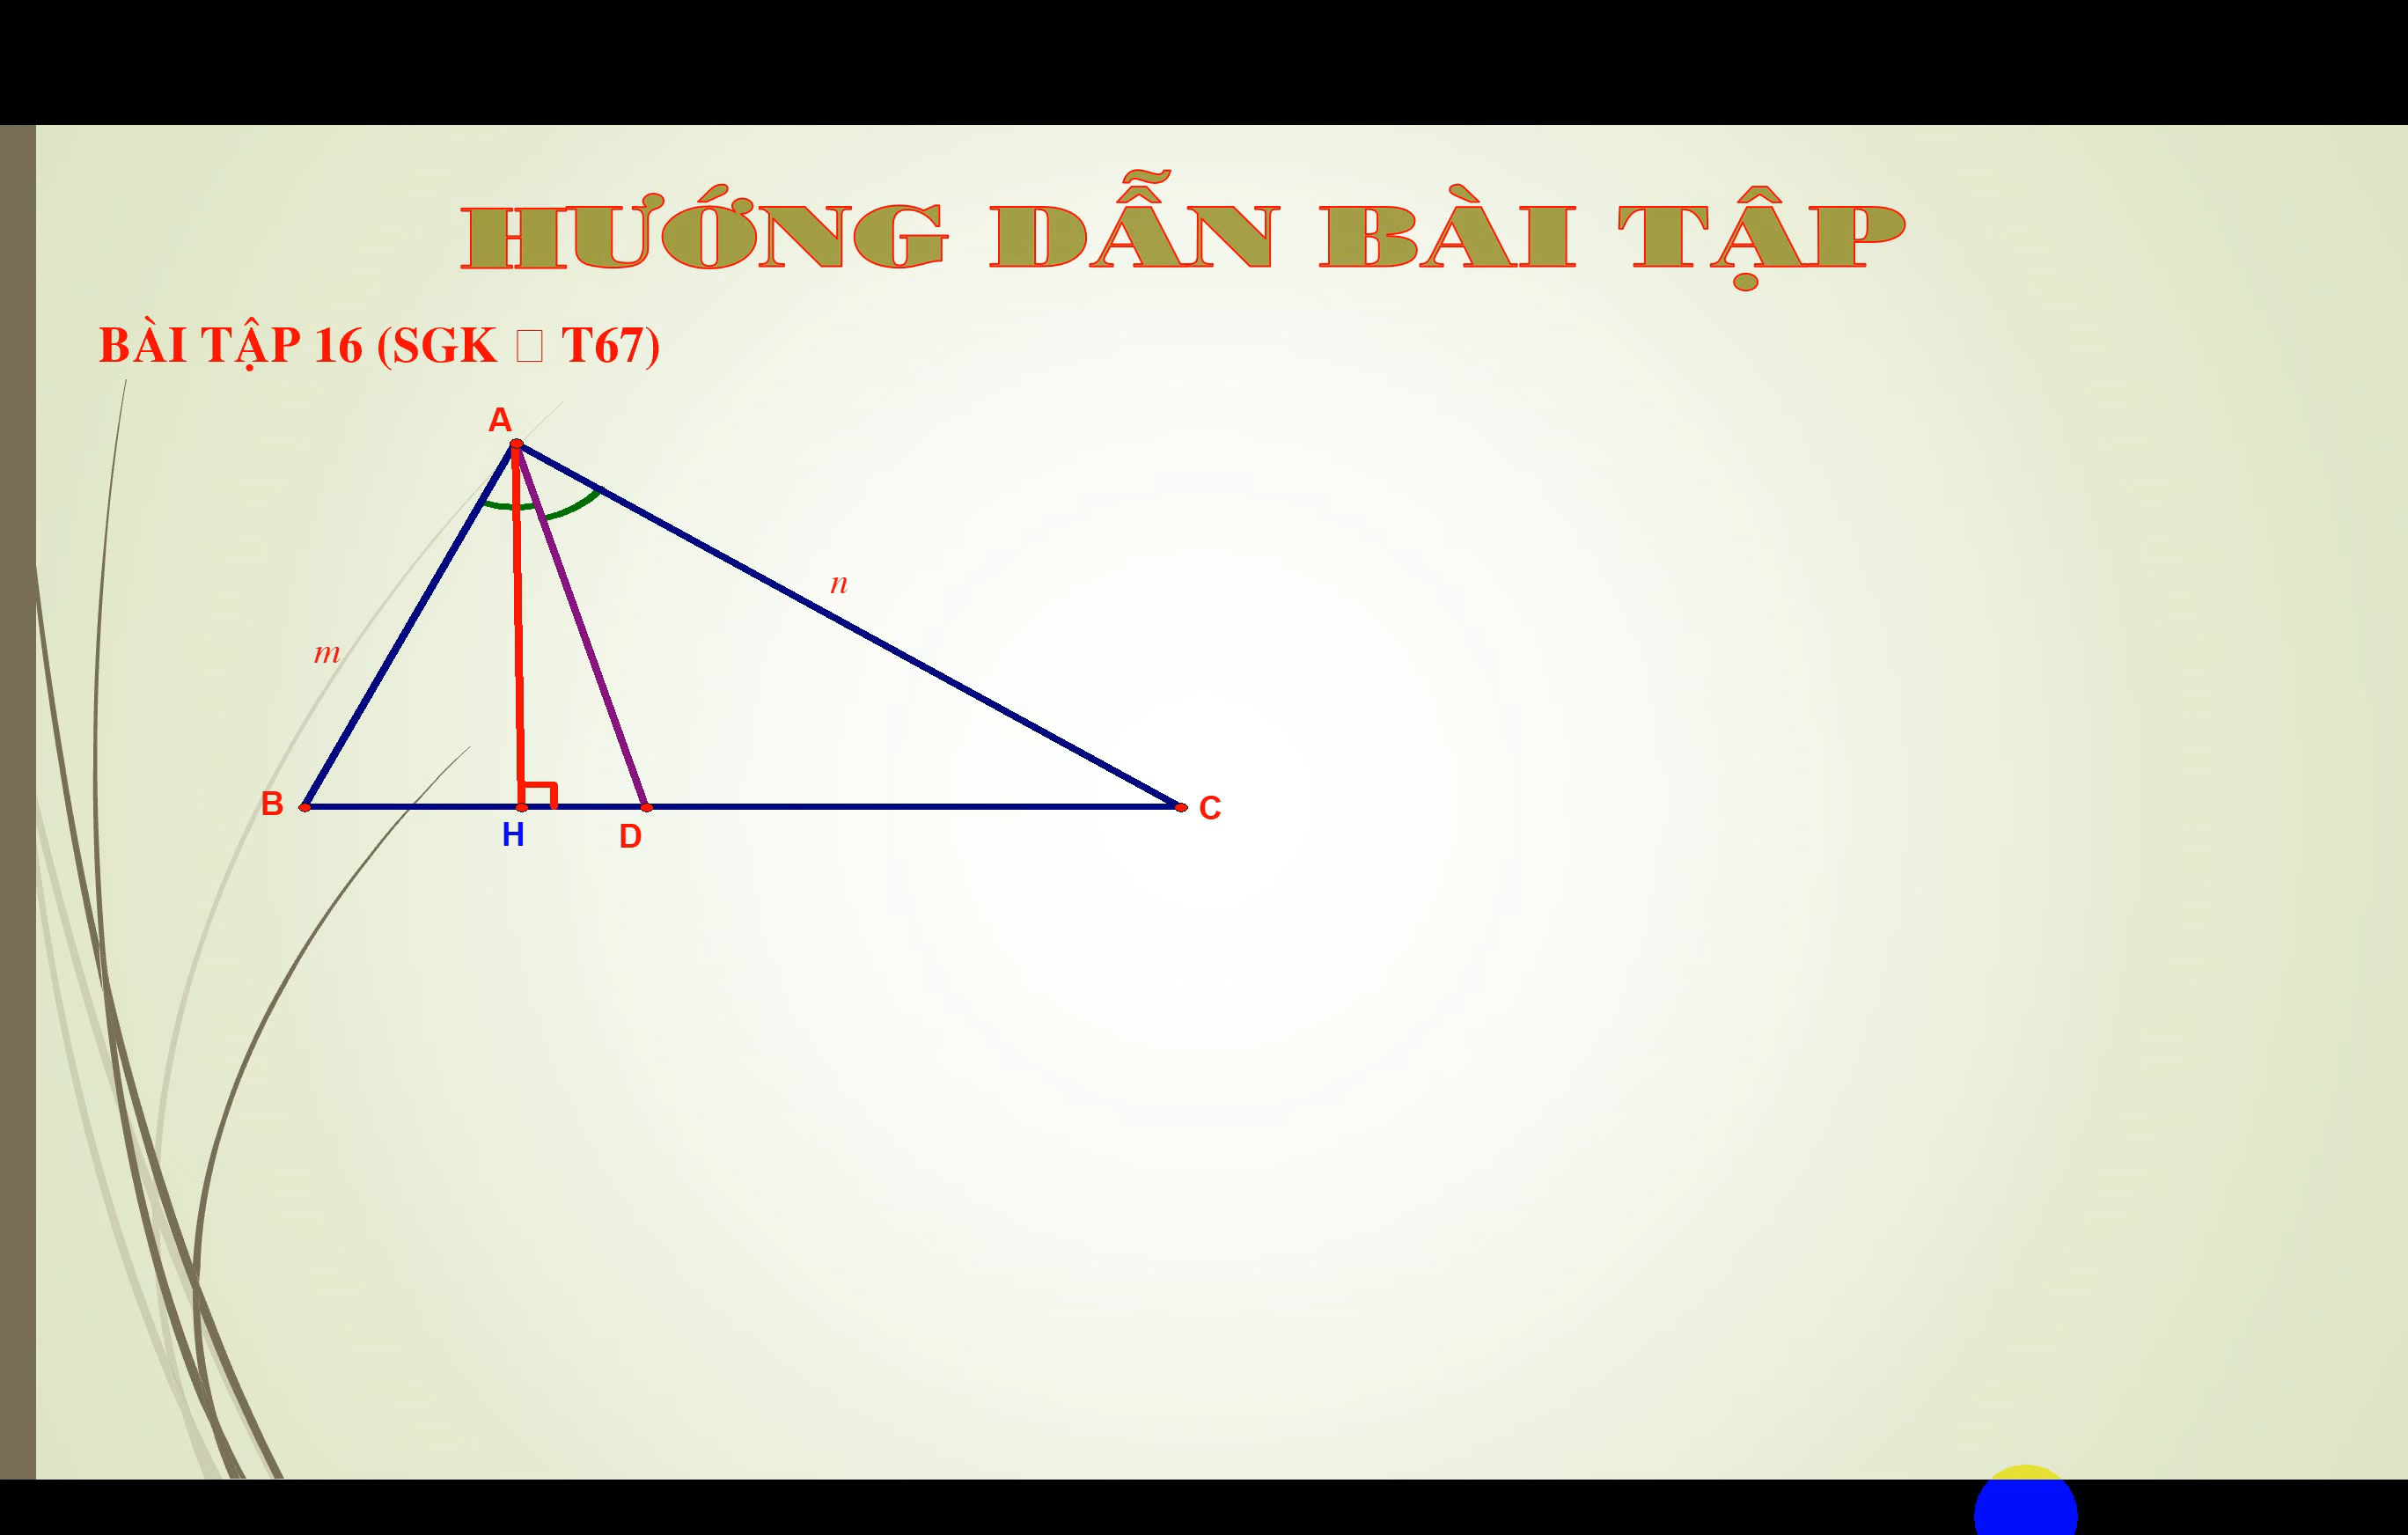 HƯỚNG DẪN BÀI TẬP
BÀI TẬP 16 (SGK □ T67)
A
n
m
B
C
H
D